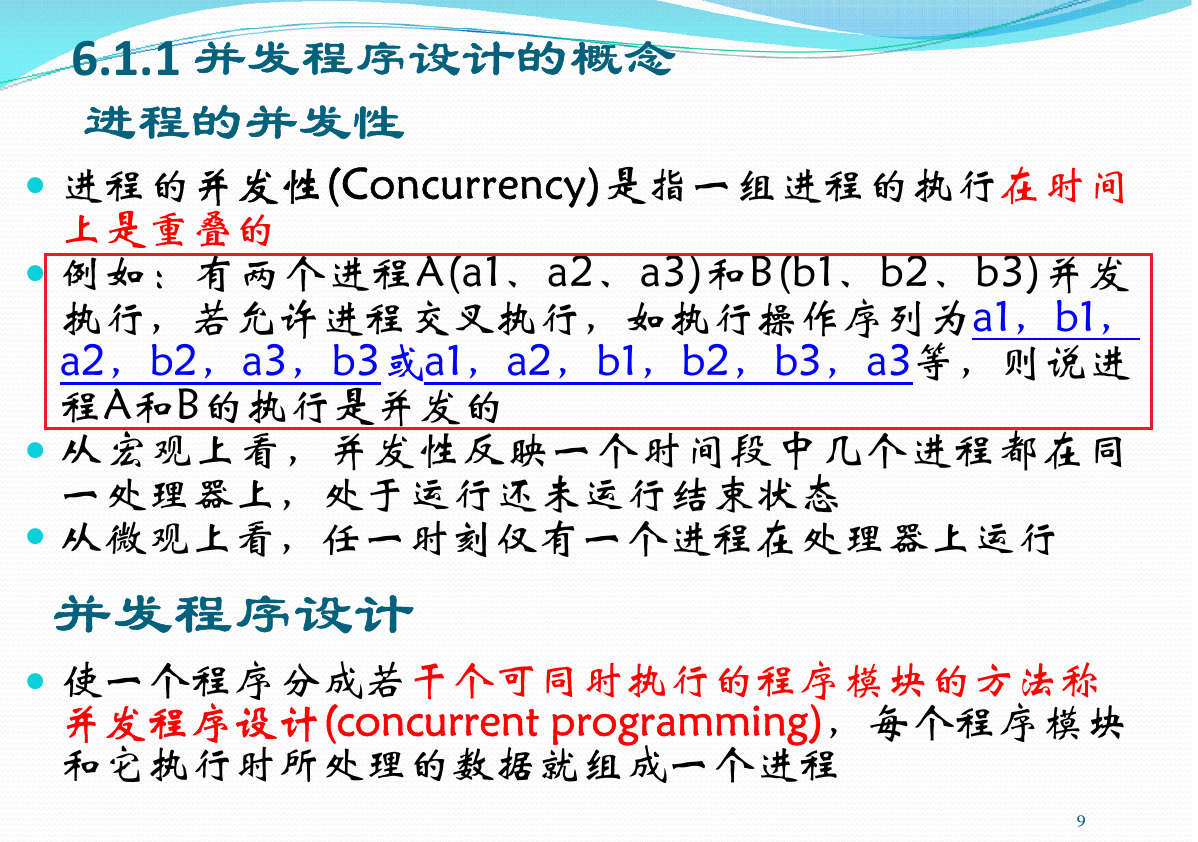 6.1.1 并发程序设计的概念
进程的并发性
进程的并发性(Concurrency)是指一组进程的执行在时间
上是重叠的
例如：有两个进程A(a1、a2、a3)和B(b1、b2、b3)并发
执行，若允许进程交叉执行，如执行操作序列为a1，b1，
a2，b2，a3，b3或a1，a2，b1，b2，b3，a3等，则说进
程A和B的执行是并发的
从宏观上看，并发性反映一个时间段中几个进程都在同
一处理器上，处于运行还未运行结束状态
从微观上看，任一时刻仅有一个进程在处理器上运行
并发程序设计
使一个程序分成若干个可同时执行的程序模块的方法称
并发程序设计(concurrent programming)，每个程序模块
和它执行时所处理的数据就组成一个进程
9